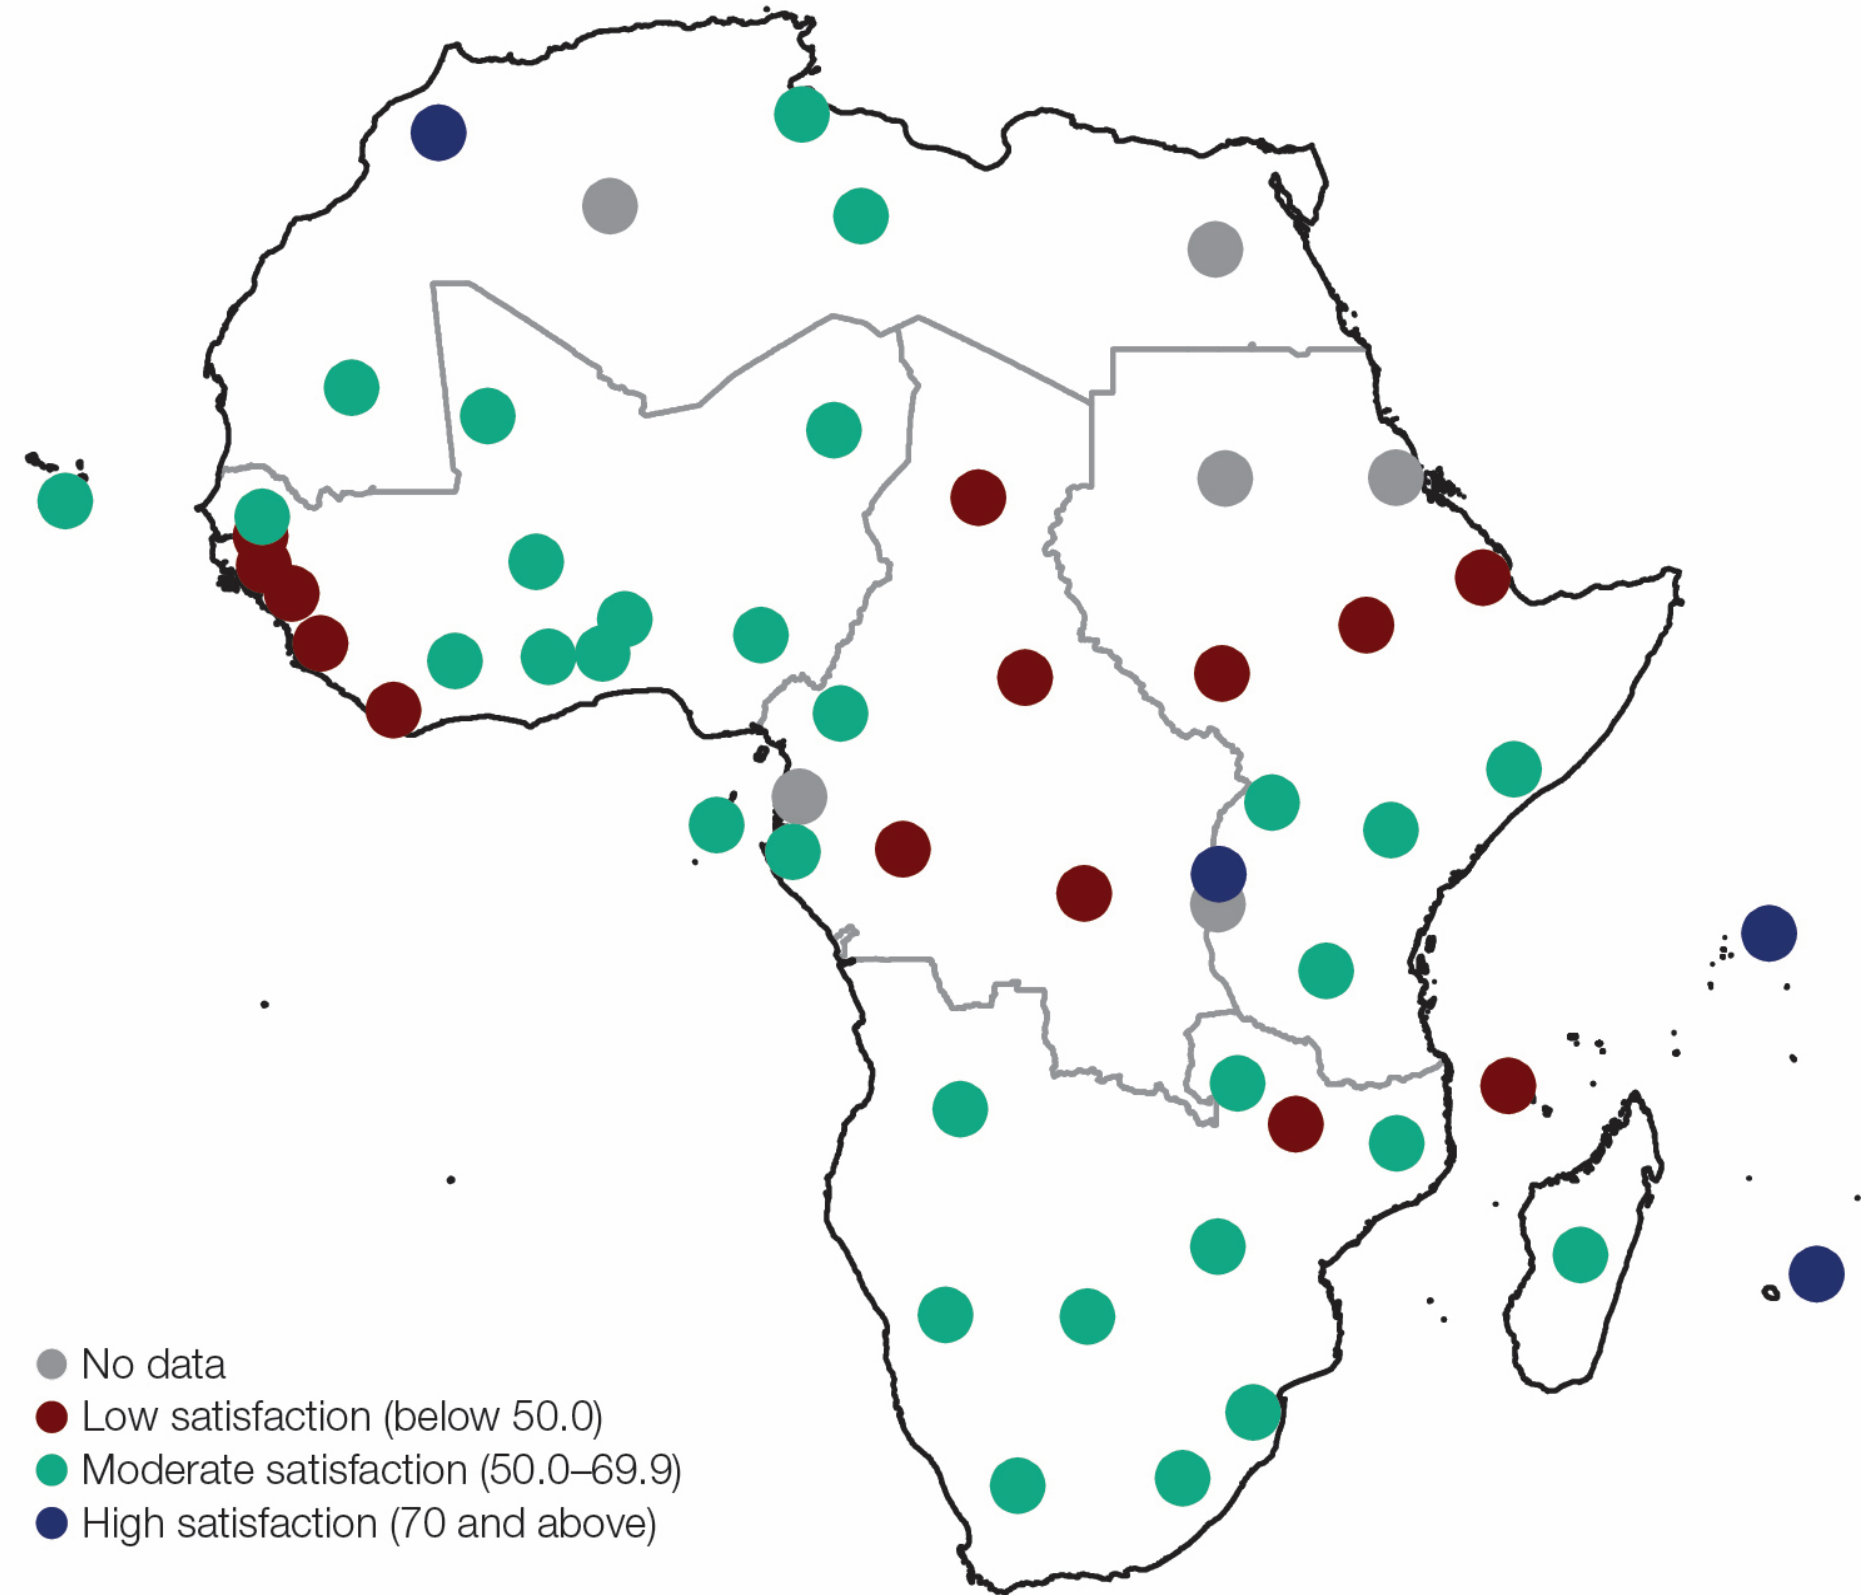 No data
Low satisfaction (below 50.0)
Moderate satisfaction (50.0–69.9)
High satisfaction (70 and above)